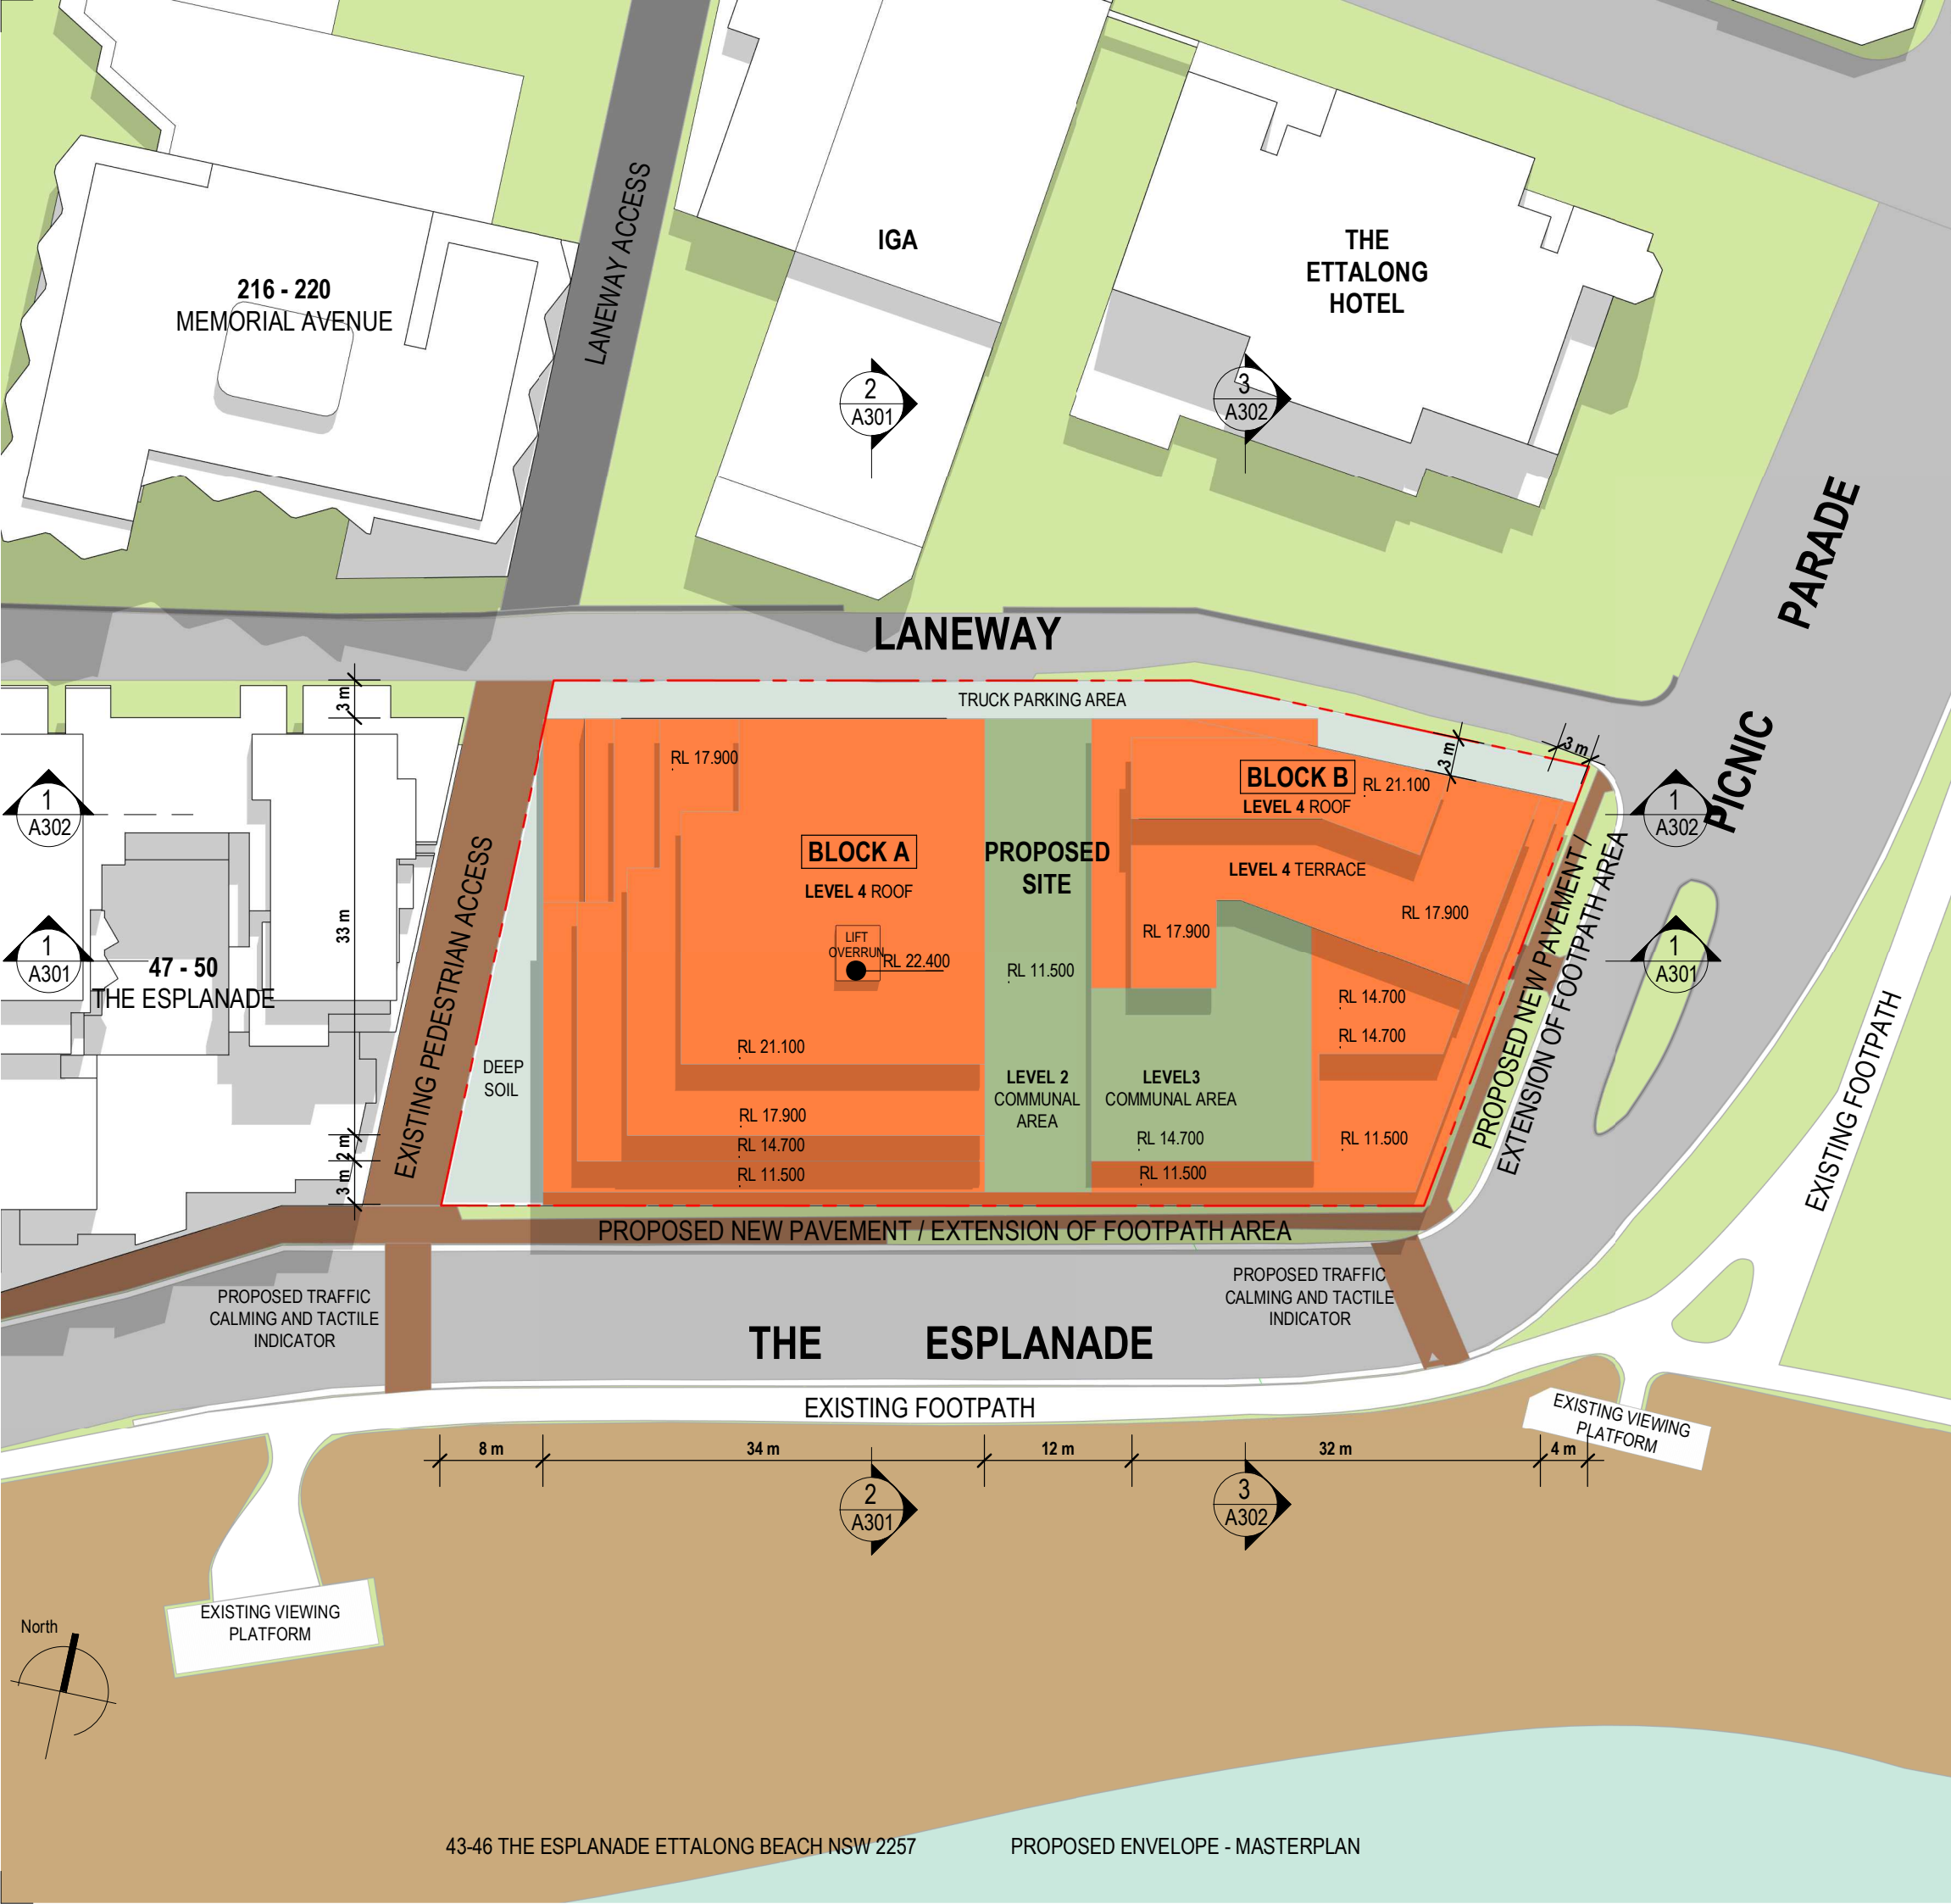 216 - 220
MEMORIAL AVENUE
LANEWAY ACCESS
IGA
THE
ETTALONG
HOTEL
2
A301
3
A302
PICNIC PARADE
LANEWAY
TRUCK PARKING AREA
3 m
3 m
3 m
RL 17.900
BLOCK B
RL 21.100
LEVEL 4 ROOF
1
A302
1
A302
BLOCK A
LEVEL 4 ROOF
PROPOSED
SITE
LEVEL 4 TERRACE
RL 17.900
RL 17.900
33 m
LIFT
OVERRUN
RL 22.400
RL 11.500
1
A301
1
A301
47 - 50
THE ESPLANADE
EXISTING PEDESTRIAN ACCESS
RL 14.700
RL 14.700
RL 21.100
DEEP
SOIL
LEVEL 2
COMMUNAL
AREA
LEVEL3
COMMUNAL AREA
RL 17.900
RL 14.700
RL 11.500
RL 14.700
RL 11.500
RL 11.500
2 m
3 m
PROPOSED NEW PAVEMENT /
EXTENSION OF FOOTPATH AREA
EXISTING FOOTPATH
PROPOSED NEW PAVEMENT / EXTENSION OF FOOTPATH AREA
PROPOSED TRAFFIC
CALMING AND TACTILE
INDICATOR
PROPOSED TRAFFIC
CALMING AND TACTILE
INDICATOR
THE ESPLANADE
EXISTING FOOTPATH
EXISTING VIEWING
PLATFORM
8 m
34 m
12 m
32 m
4 m
2
A301
3
A302
EXISTING VIEWING
PLATFORM
North
43-46 THE ESPLANADE ETTALONG BEACH NSW 2257
PROPOSED ENVELOPE - MASTERPLAN